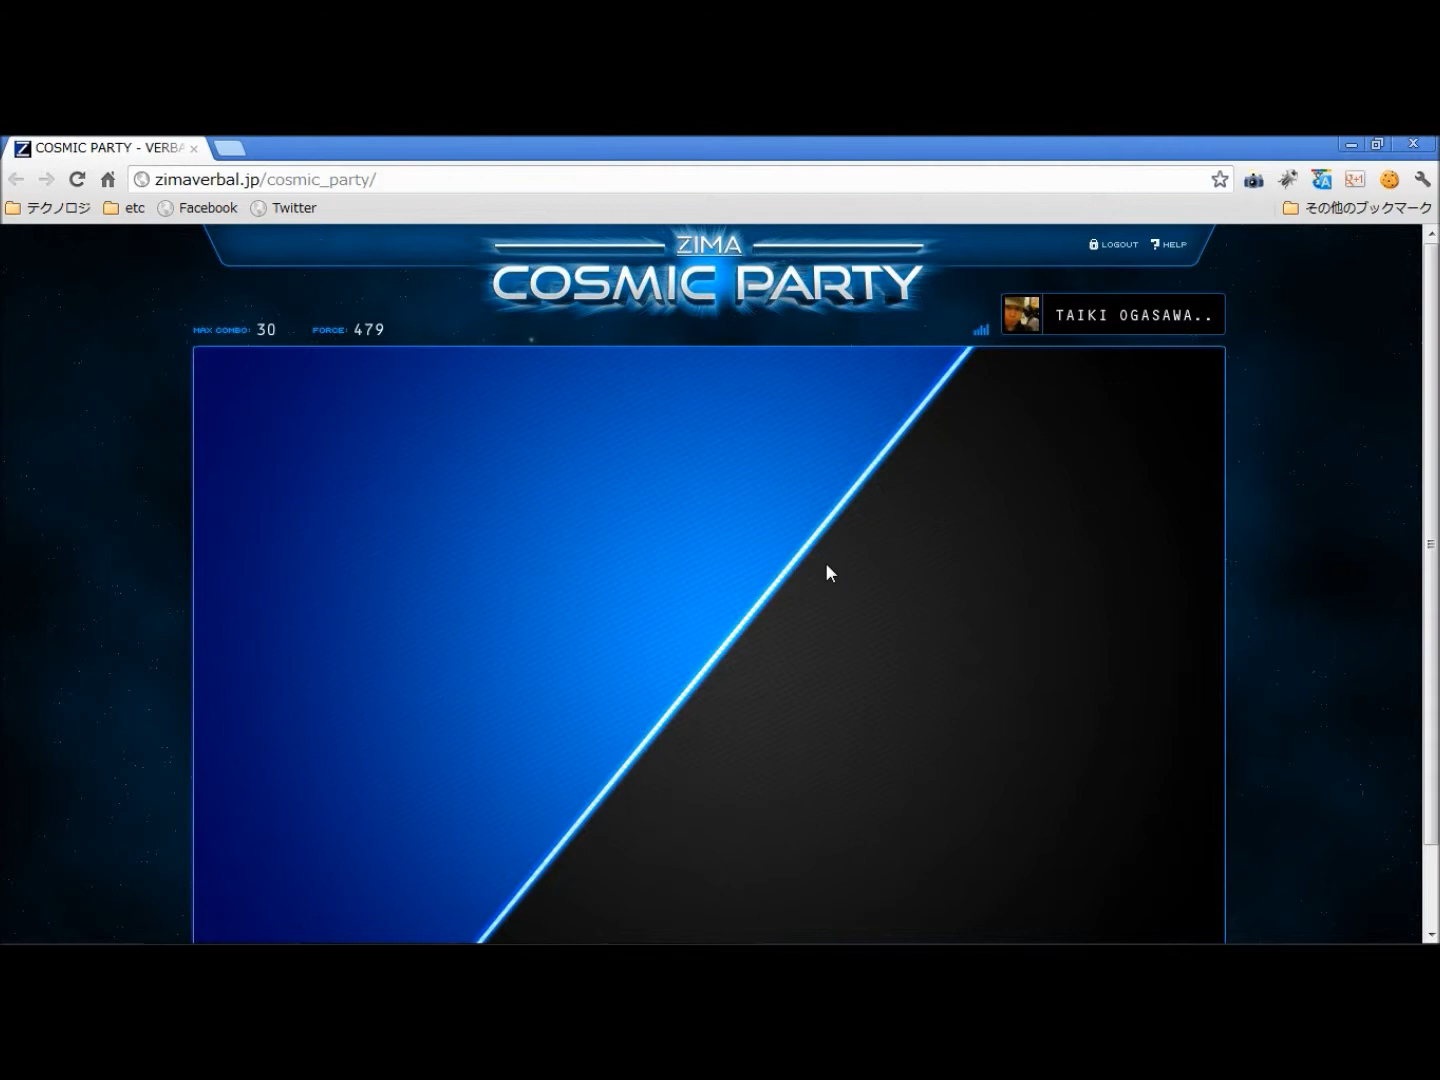 COSMIC PARTY - VERBA
zimaverbal.jp/cosmic_party/
テクノロジ etc Facebook Twitter その他のブックマーク
ZIMA
COSMIC PARTY
LOGOUT ? HELP
MAX COMBO: 30 FORCE: 479
TAIKI OGASAWA..